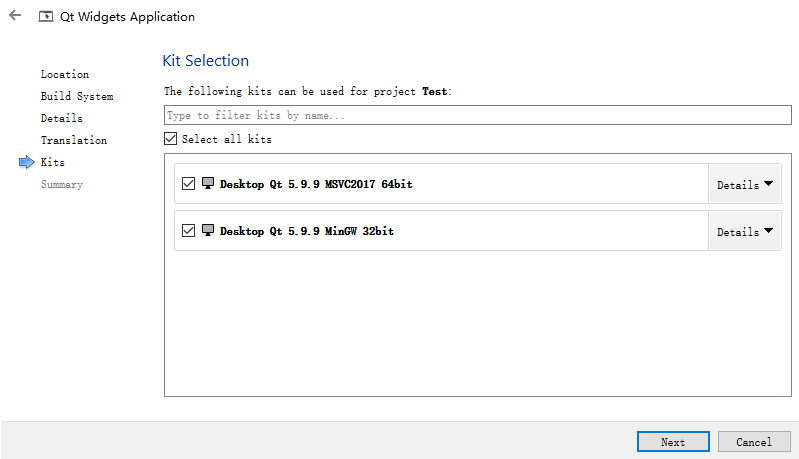 Qt Widgets Application
Location
Build System
Details
Translation
Kits
Summary
Kit Selection
The following kits can be used for project Test:
Type to filter kits by name...
Select all kits
Desktop Qt 5.9.9 MSVC2017 64bit
Details
Desktop Qt 5.9.9 MinGW 32bit
Details
Next
Cancel